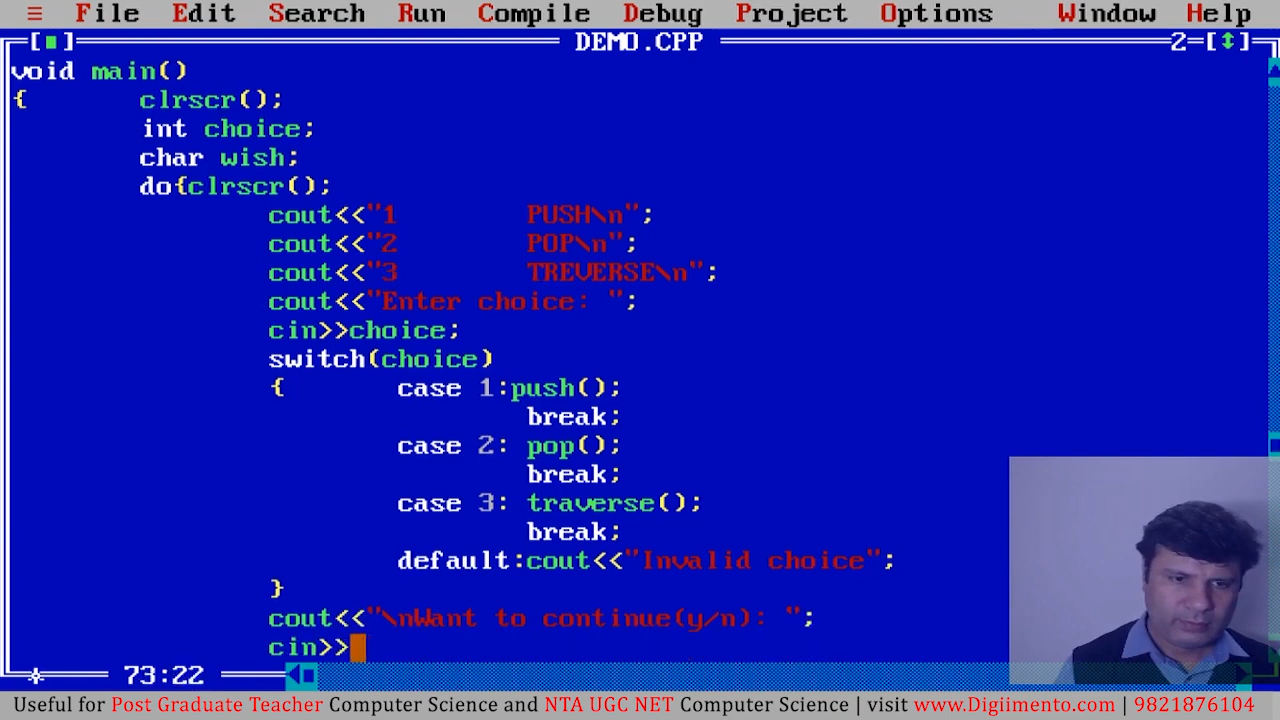 ≡ File Edit Search Run Compile Debug Project Options Window Help
[■] DEMO.CPP 2=[↕]
void main()
{ clrscr();
int choice;
char wish;
do{clrscr();
cout<<"1 PUSH\n";
cout<<"2 POP\n";
cout<<"3 TREVERSE\n";
cout<<"Enter choice: ";
cin>>choice;
switch(choice)
{ case 1:push();
break;
case 2: pop();
break;
case 3: traverse();
break;
default:cout<<"Invalid choice";
}
cout<<"\nWant to continue(y/n): ";
cin>>
73:22
Useful for Post Graduate Teacher Computer Science and NTA UGC NET Computer Science | visit www.Digiimento.com | 9821876104